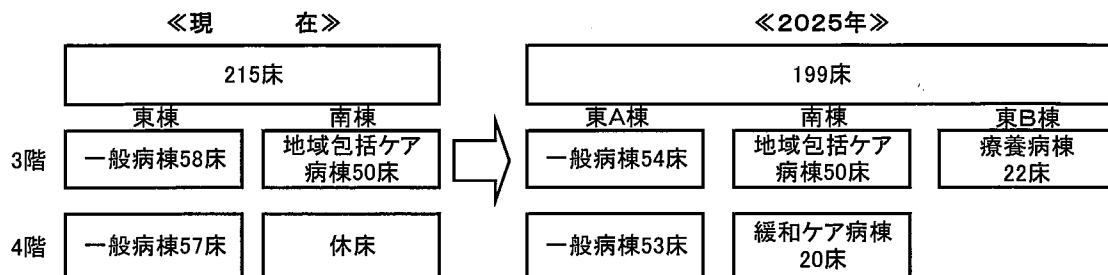 ≪現　　在≫
≪2025年≫
215床
199床
東棟
南棟
東A棟
南棟
東B棟
3階
一般病棟58床
地域包括ケア
病棟50床
一般病棟54床
地域包括ケア
病棟50床
療養病棟
22床
4階
一般病棟57床
休床
一般病棟53床
緩和ケア病棟
20床